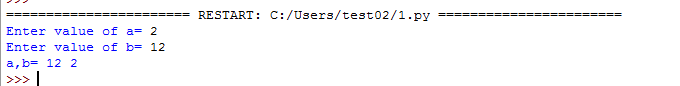 ======================= RESTART: C:/Users/test02/1.py =======================
Enter value of a= 2
Enter value of b= 12
a,b= 12 2
>>>